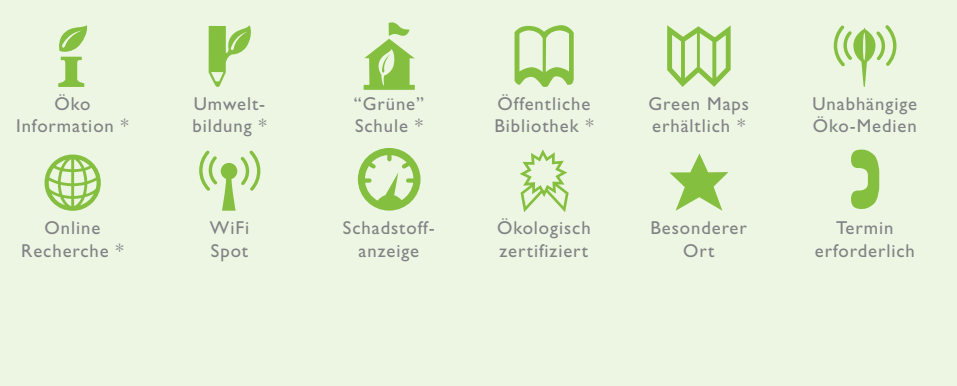 Öko
Information *
Umwelt-
bildung *
“Grüne”
Schule *
Öffentliche
Bibliothek *
Green Maps
erhältlich *
Unabhängige
Öko-Medien
Online
Recherche *
WiFi
Spot
Schadstoff-
anzeige
Ökologisch
zertifiziert
Besonderer
Ort
Termin
erforderlich